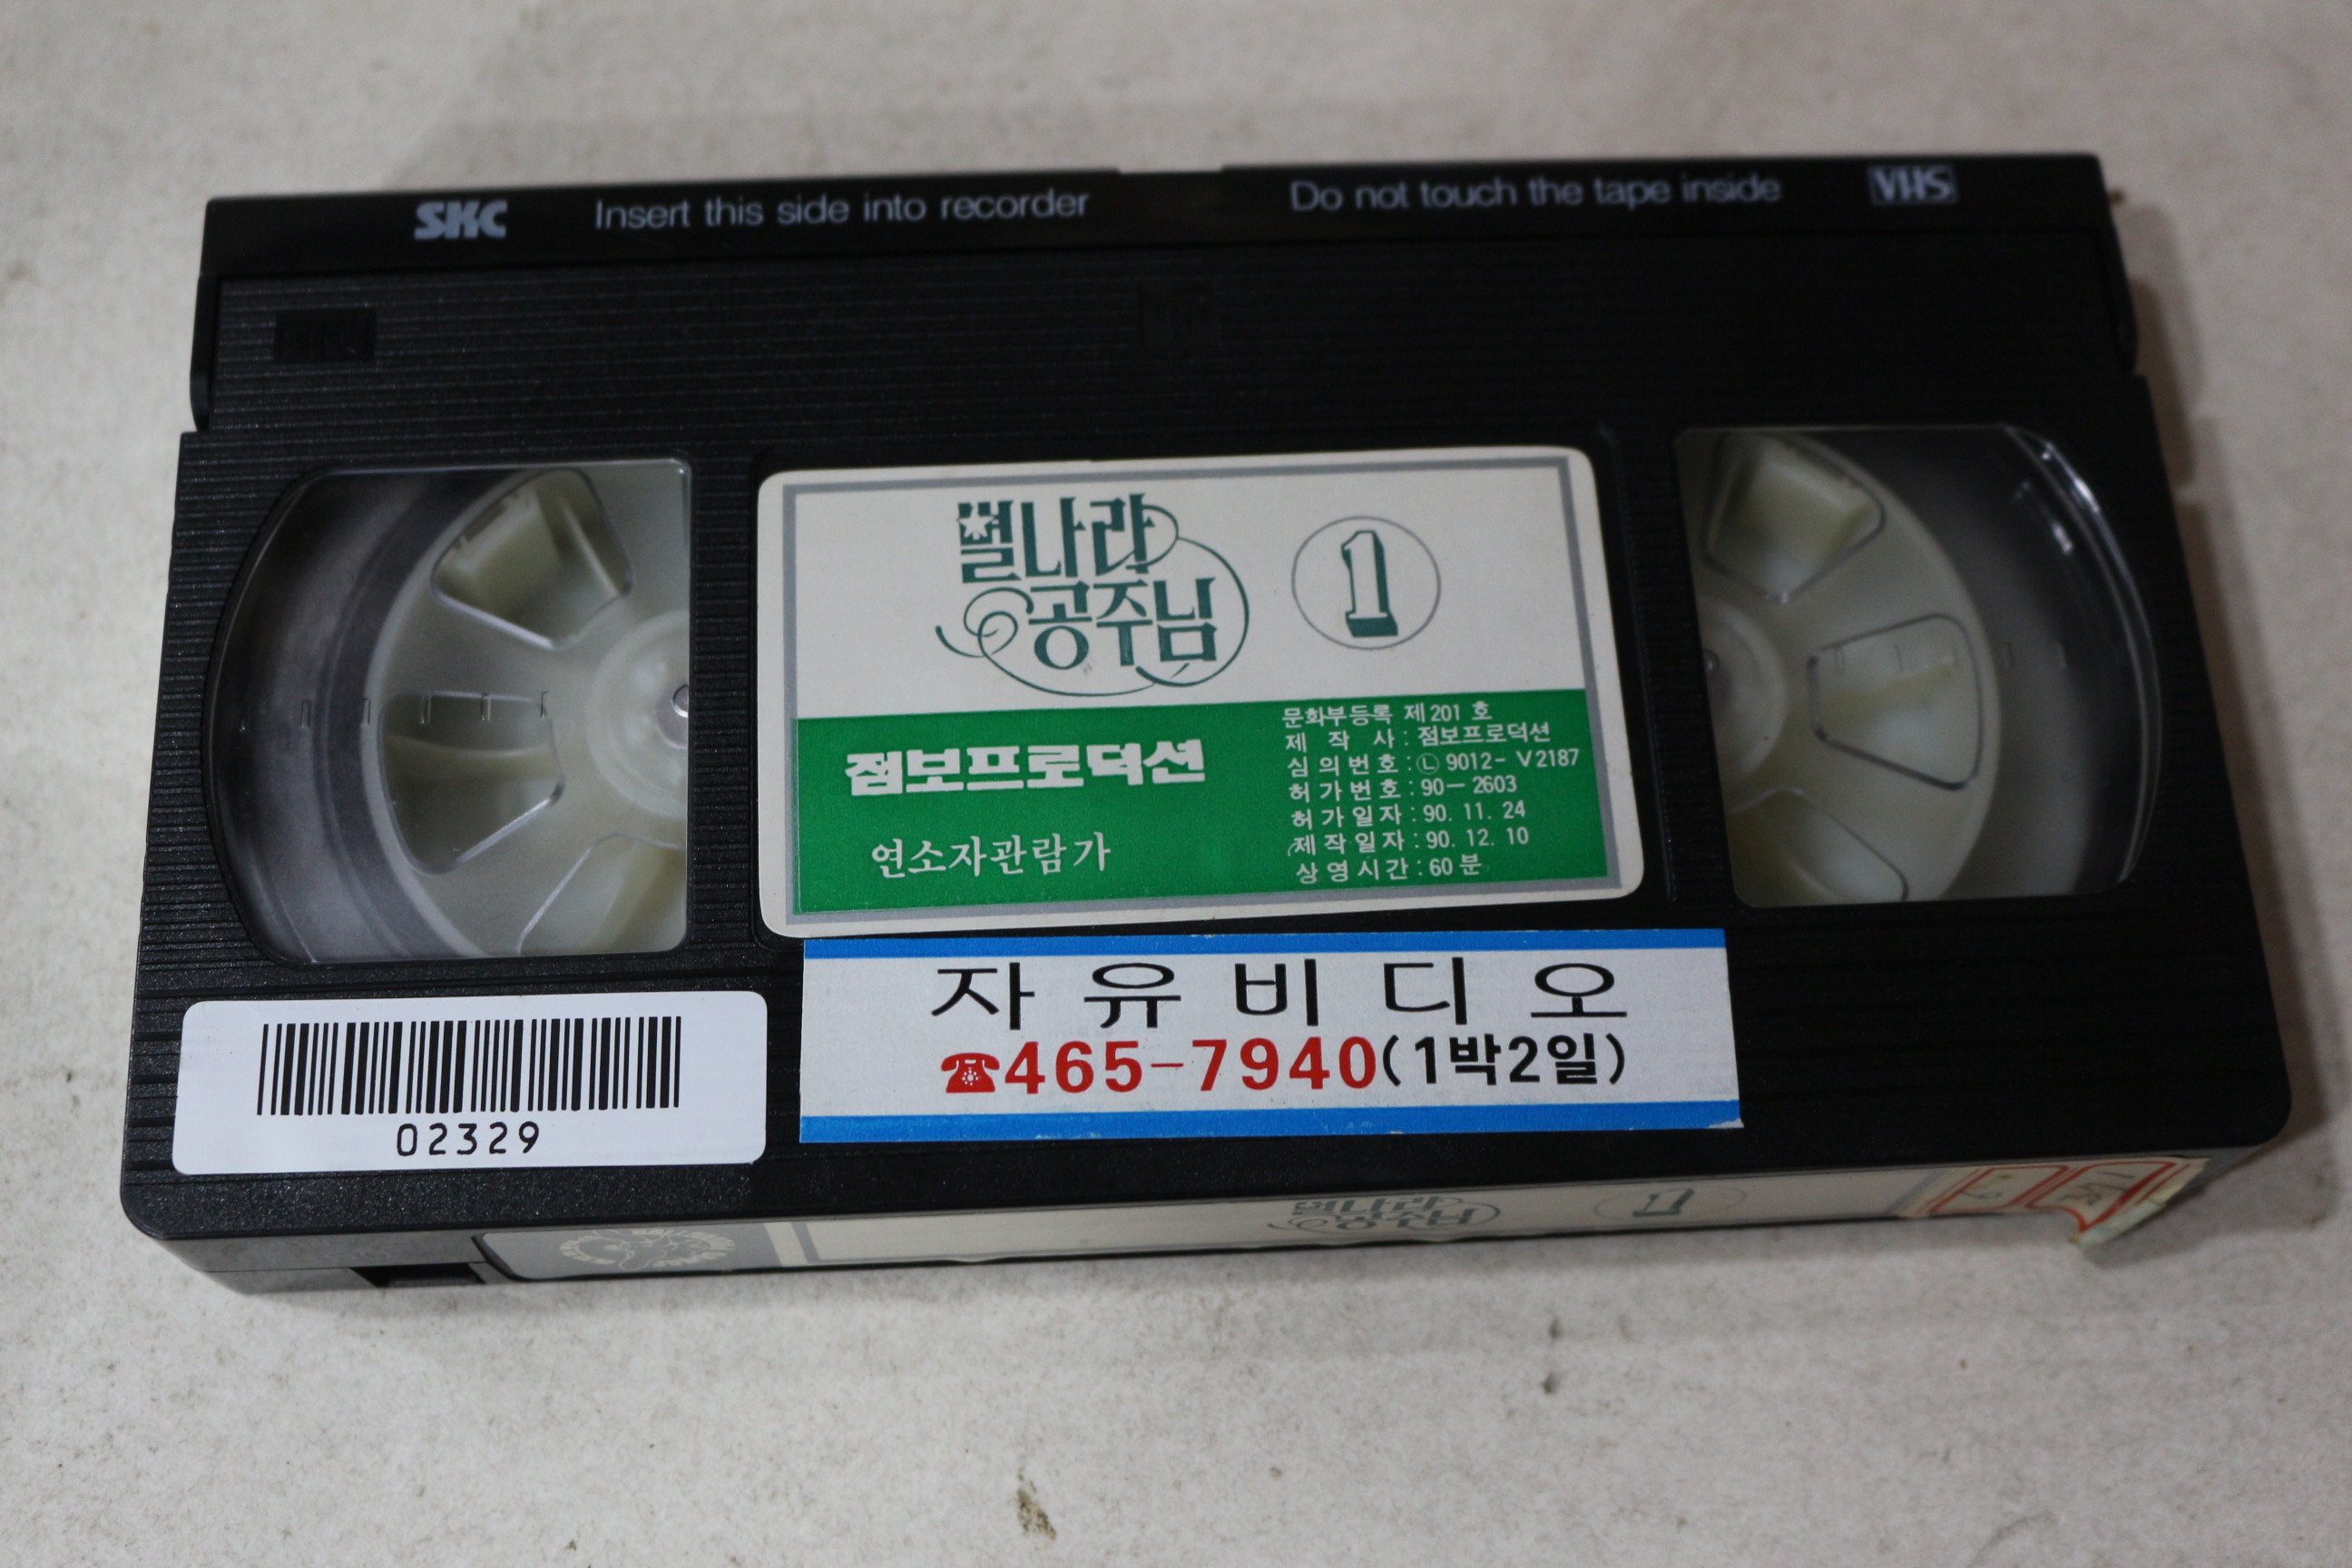 SKC Insert this side into recorder Do not touch the tape inside VHS
별나라
공주님
1
점보프로덕션
연소자관람가
문화부등록 제201호
제작사:점보프로덕션
심의번호:Ⓛ9012-V2187
허가번호:90-2603
허가일자:90. 11. 24
제작일자:90. 12. 10
상영시간:60분
자유비디오
☎465-7940(1박2일)
02329
별나라
공주님
1